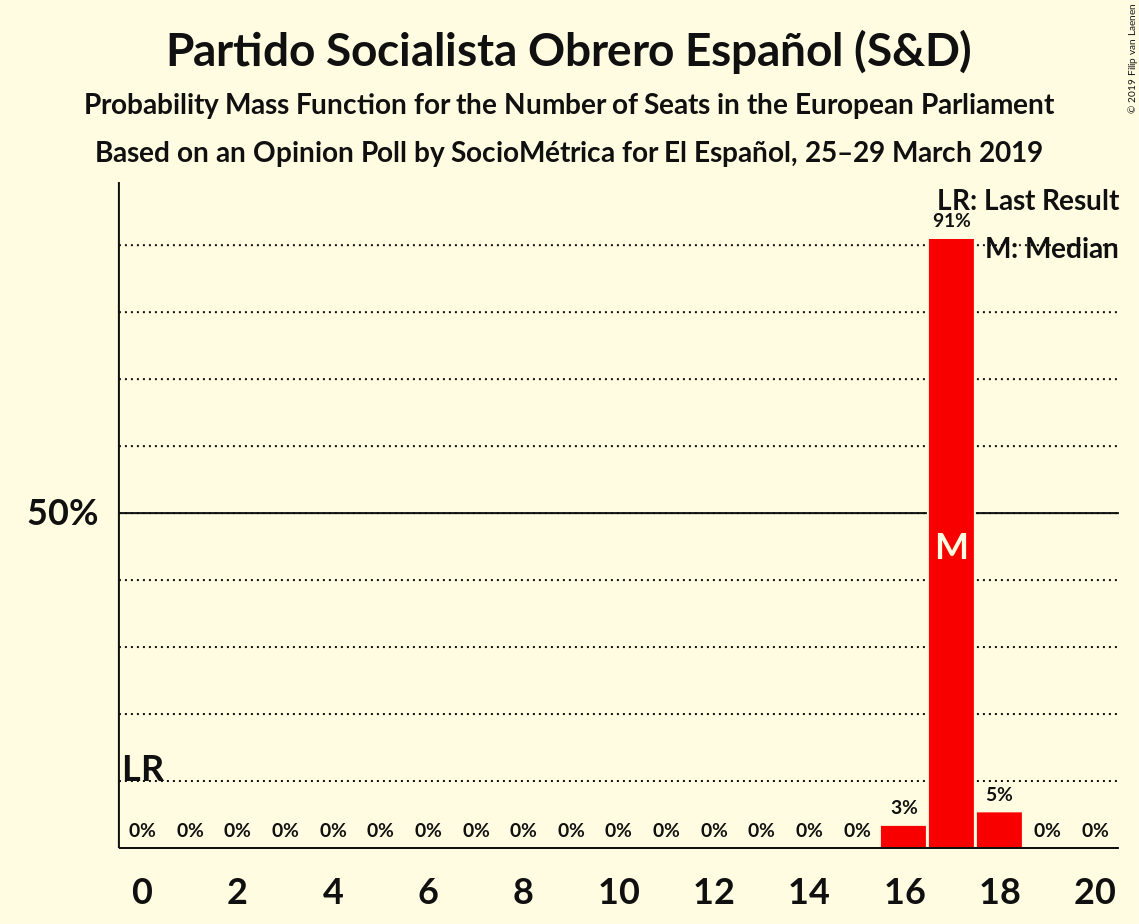 Partido Socialista Obrero Español (S&D)
Probability Mass Function for the Number of Seats in the European Parliament
Based on an Opinion Poll by SocioMétrica for El Español, 25–29 March 2019
© 2019 Filip van Laenen
LR: Last Result
M: Median
91%
50%
M
LR
0% 0% 0% 0% 0% 0% 0% 0% 0% 0% 0% 0% 0% 0% 0% 0% 3% 5% 0% 0%
0 2 4 6 8 10 12 14 16 18 20